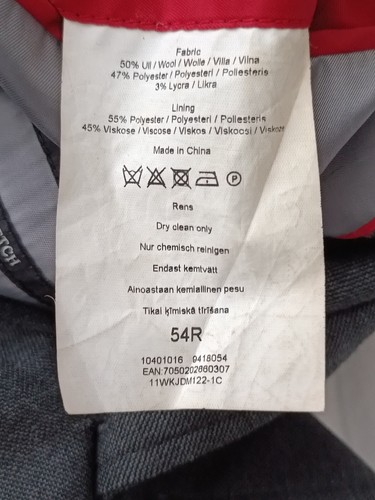 Fabric
50% Ull / Wool / Wolle / Villa / Vilna
47% Polyester / Polyesteri / Poliesteris
3% Lycra / Likra
Lining
55% Polyester / Polyesteri / Poliesteris
45% Viskose / Viscose / Viskos / Viskoosi / Viskoze
Made in China
P
Rens
Dry clean only
Nur chemisch reinigen
Endast kemtvätt
Ainoastaan kemiallinen pesu
Tikai ķīmiskā tīrīšana
54R
10401016 0418054
EAN:7050202660307
11WKJDM122-1C